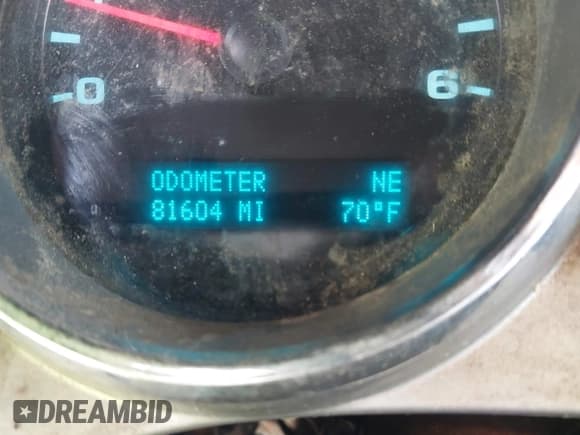 0 6
ODOMETER NE
81604 MI 70°F
DREAMBID